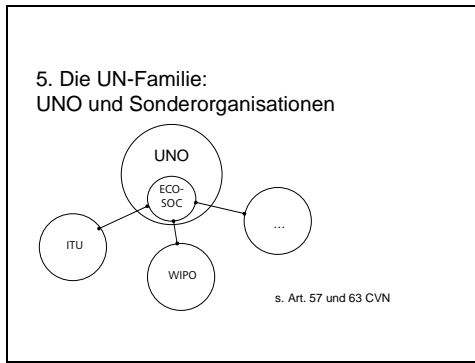 5. Die UN-Familie:
UNO und Sonderorganisationen
UNO
ECO-
SOC
ITU
WIPO
...
s. Art. 57 und 63 CVN